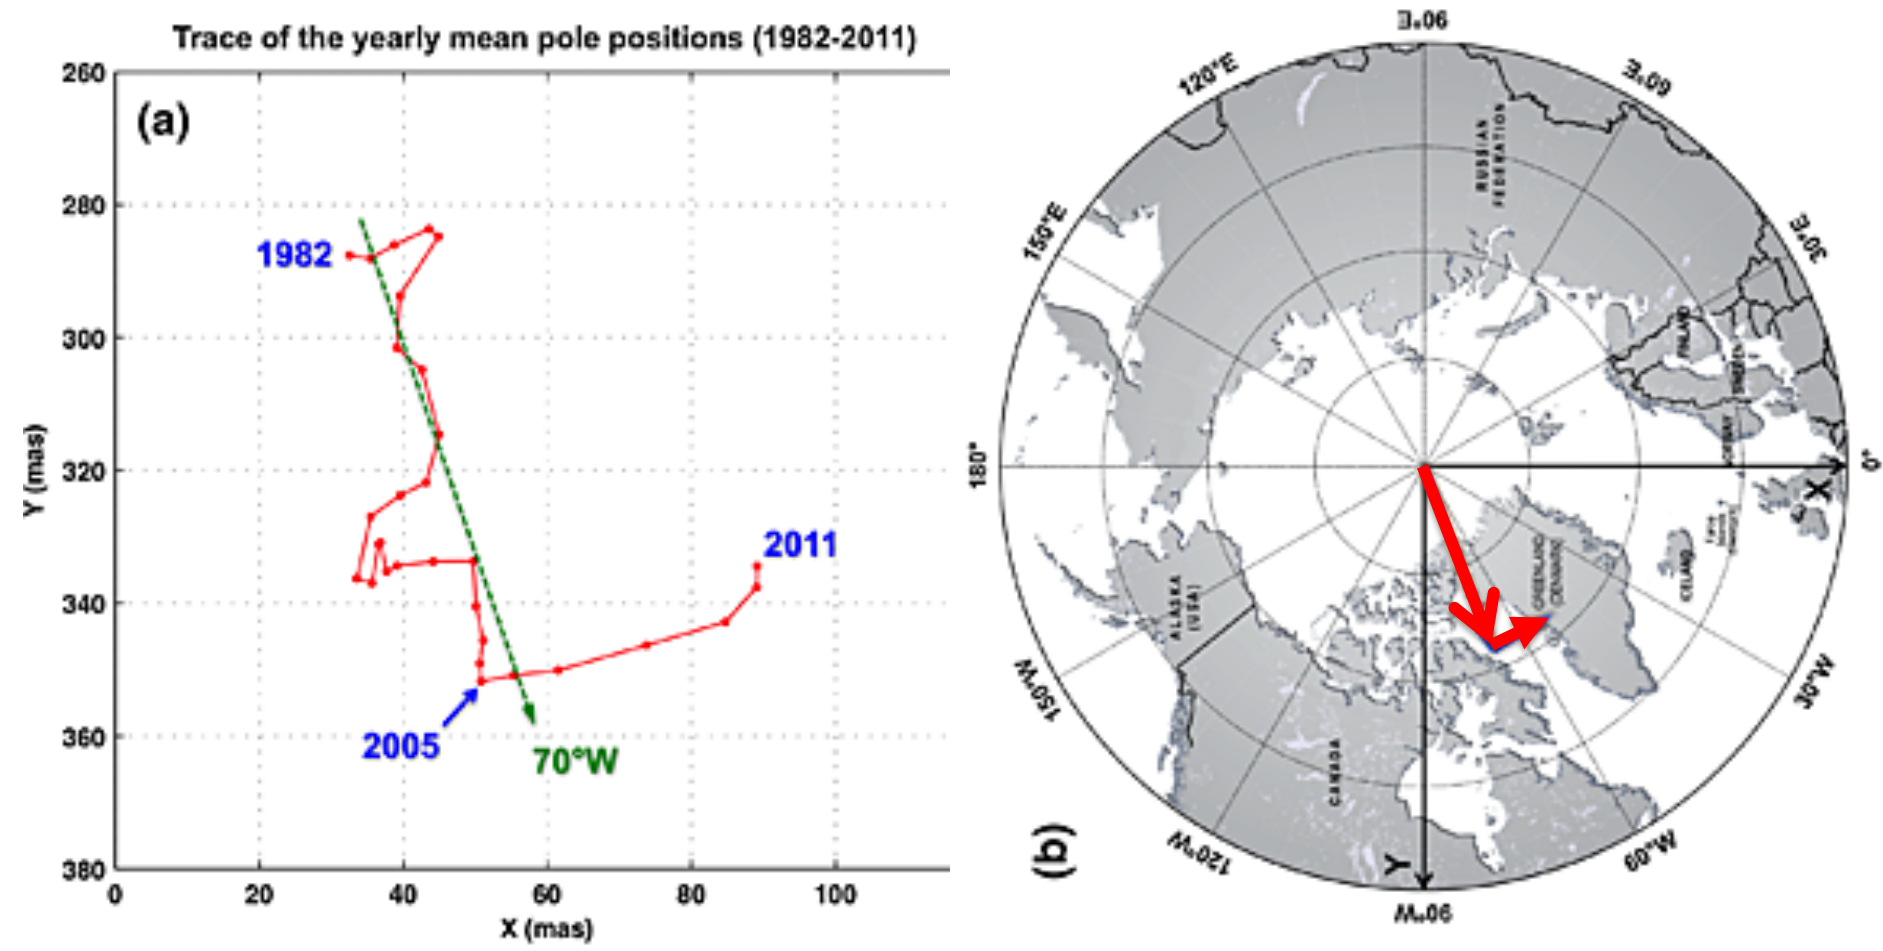 Trace of the yearly mean pole positions (1982-2011)
(a)
260
280
300
320
340
360
380
Y (mas)
0
20
40
60
80
100
X (mas)
1982
2005
2011
70°W
(b)
90°E
120°E
60°E
150°E
30°E
180°
0°
X
150°W
30°W
120°W
60°W
Y
90°W
RUSSIAN
FEDERATION
FINLAND
SWEDEN
NORWAY
ICELAND
GREENLAND
(DENMARK)
ALASKA
(USA)
CANADA